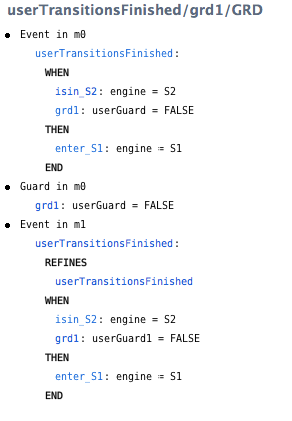 userTransitionsFinished/grd1/GRD
● Event in m0
userTransitionsFinished:
WHEN
isin_S2: engine = S2
grd1: userGuard = FALSE
THEN
enter_S1: engine ≔ S1
END
● Guard in m0
grd1: userGuard = FALSE
● Event in m1
userTransitionsFinished:
REFINES
userTransitionsFinished
WHEN
isin_S2: engine = S2
grd1: userGuard1 = FALSE
THEN
enter_S1: engine ≔ S1
END